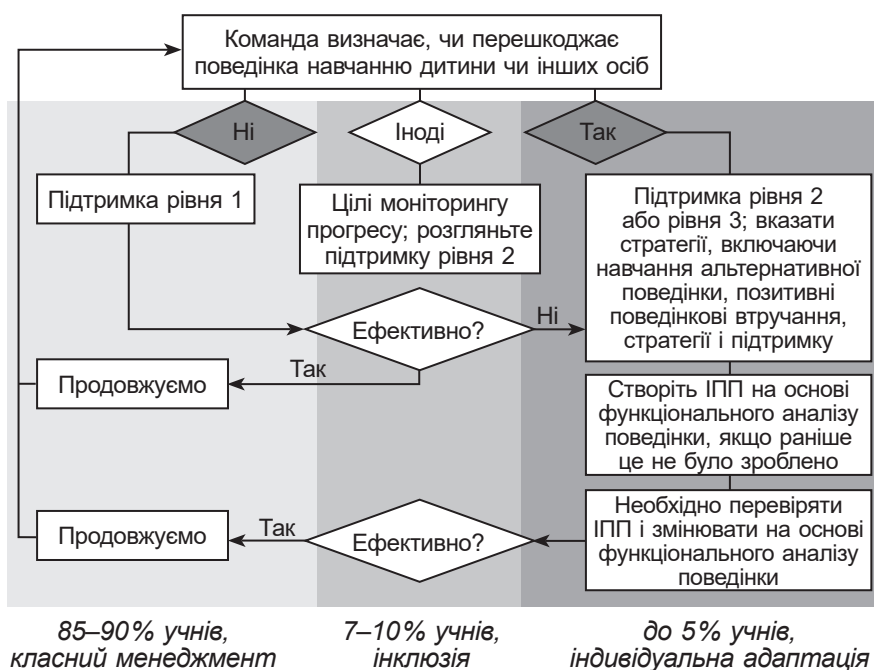 Команда визначає, чи перешкоджає
поведінка навчанню дитини чи інших осіб
Ні
Іноді
Так
Підтримка рівня 1
Цілі моніторингу
прогресу; розгляньте
підтримку рівня 2
Підтримка рівня 2
або рівня 3; вказати
стратегії, включаючи
навчання альтернативної
поведінки, позитивні
поведінкові втручання,
стратегії і підтримку
Ефективно?
Ні
Так
Продовжуємо
Створіть ІПП на основі
функціонального аналізу
поведінки, якщо раніше
це не було зроблено
Необхідно перевіряти
ІПП і змінювати на основі
функціонального аналізу
поведінки
Ефективно?
Так
Продовжуємо
85–90% учнів,
класний менеджмент
7–10% учнів,
інклюзія
до 5% учнів,
індивідуальна адаптація